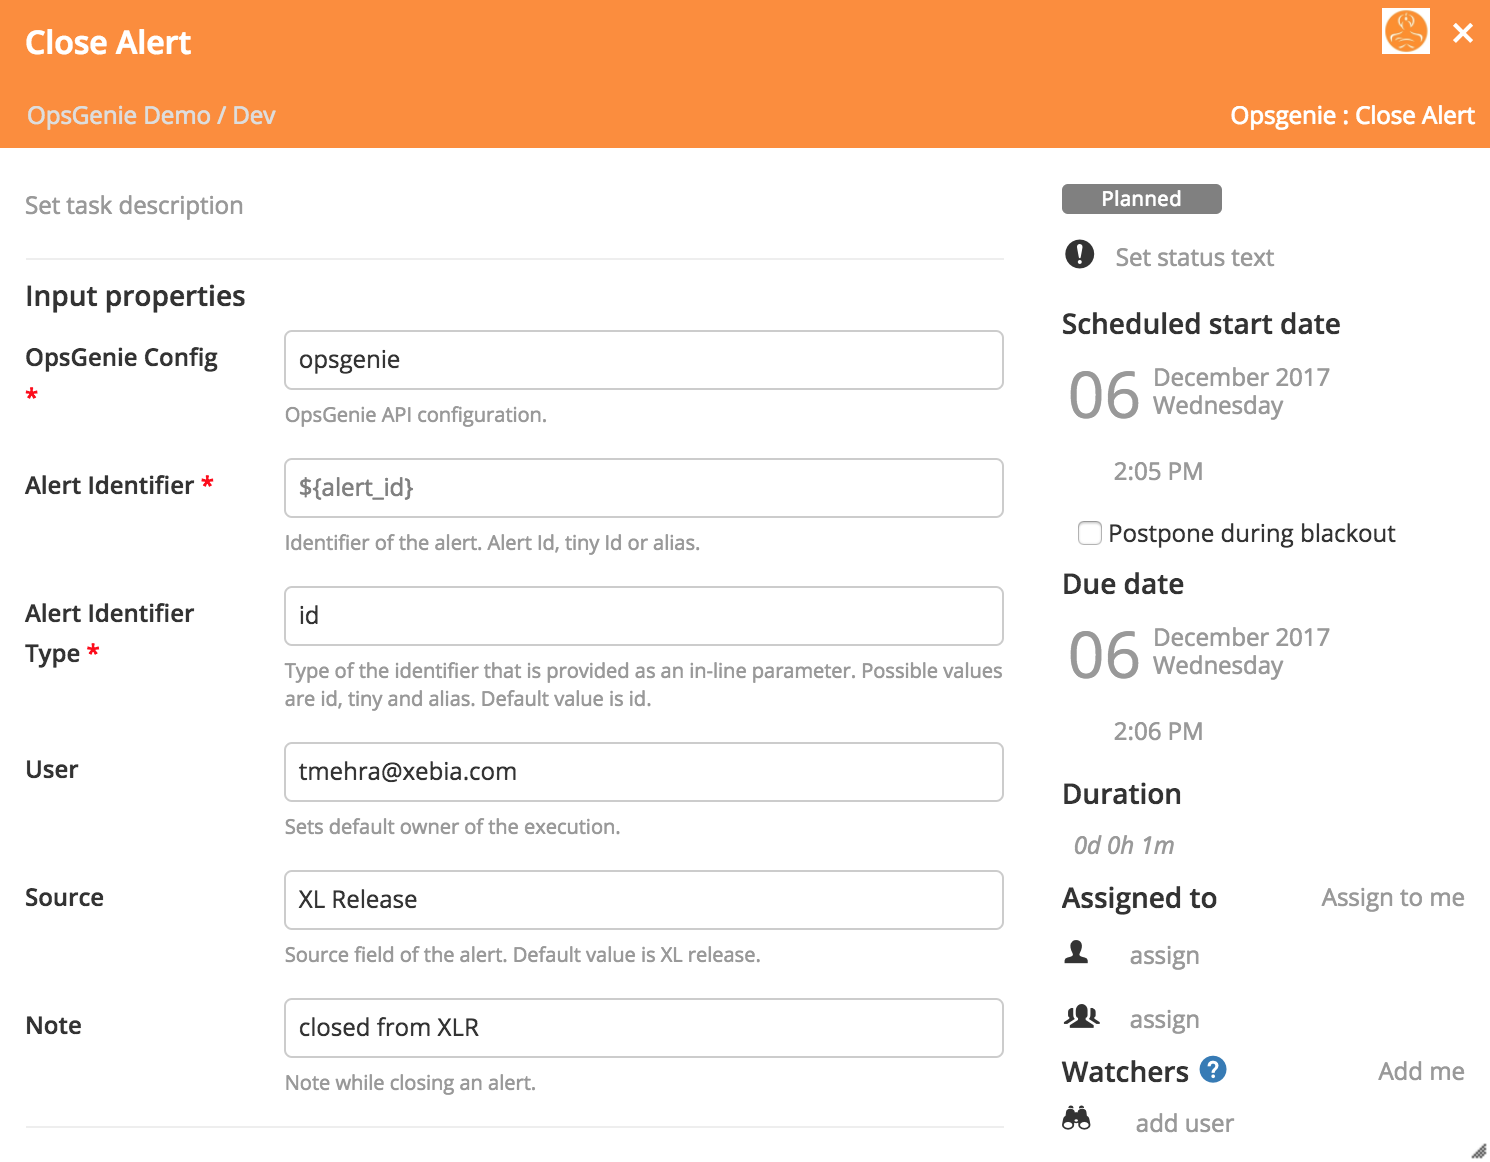 Close Alert
OpsGenie Demo / Dev
Opsgenie : Close Alert
Set task description
Input properties
OpsGenie Config
*
opsgenie
OpsGenie API configuration.
Alert Identifier *
${alert_id}
Identifier of the alert. Alert Id, tiny Id or alias.
Alert Identifier
Type *
id
Type of the identifier that is provided as an in-line parameter. Possible values
are id, tiny and alias. Default value is id.
User
tmehra@xebia.com
Sets default owner of the execution.
Source
XL Release
Source field of the alert. Default value is XL release.
Note
closed from XLR
Note while closing an alert.
Planned
Set status text
Scheduled start date
06
December 2017
Wednesday
2:05 PM
Postpone during blackout
Due date
06
December 2017
Wednesday
2:06 PM
Duration
0d 0h 1m
Assigned to
Assign to me
assign
assign
Watchers ?
Add me
add user